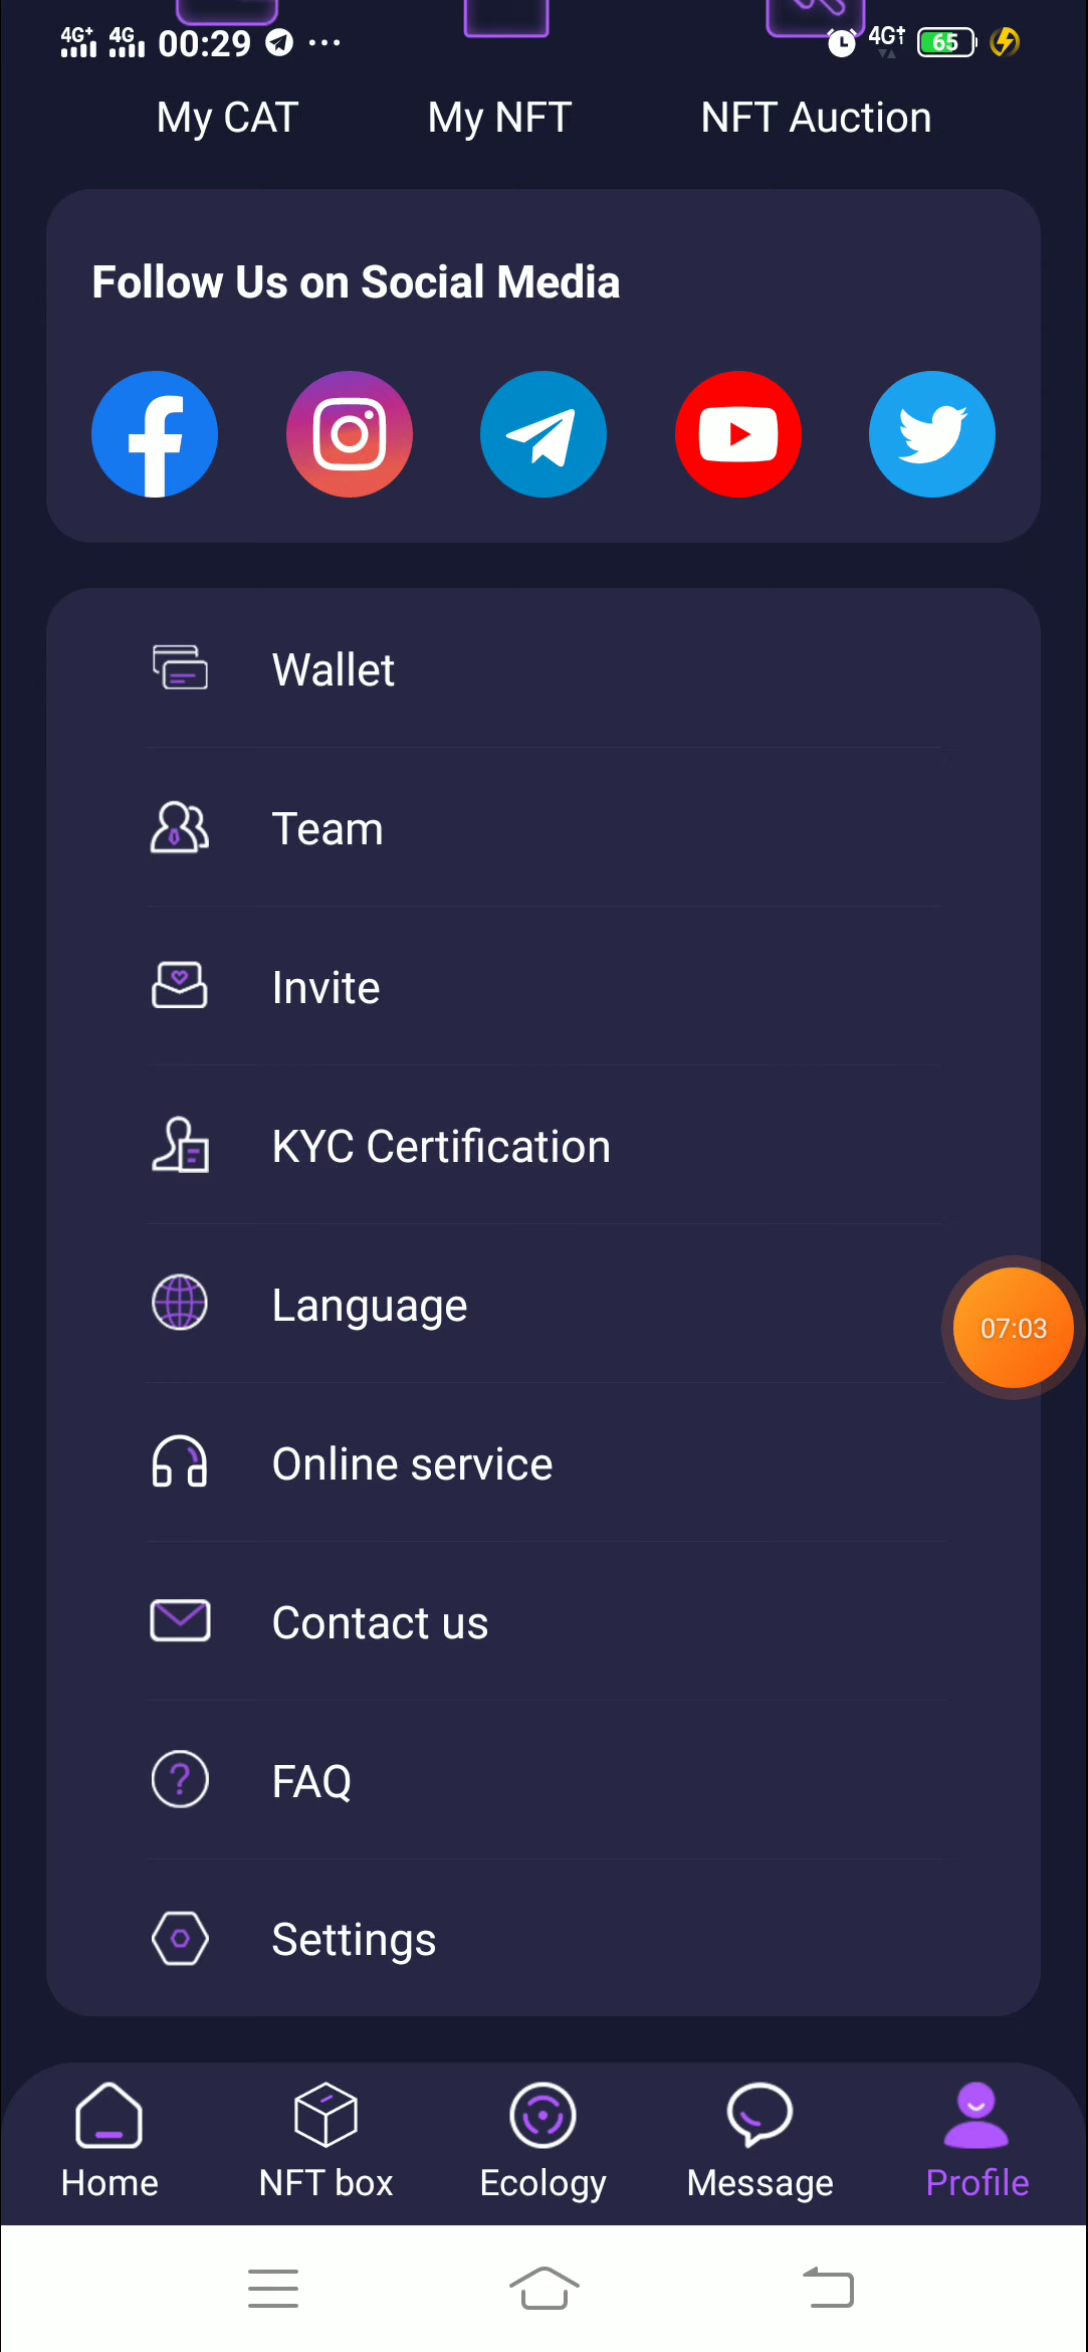 4G+ 4G 00:29 ... 4G+ 65
My CAT My NFT NFT Auction
Follow Us on Social Media
Wallet
Team
Invite
KYC Certification
Language
07:03
Online service
Contact us
FAQ
Settings
Home NFT box Ecology Message Profile